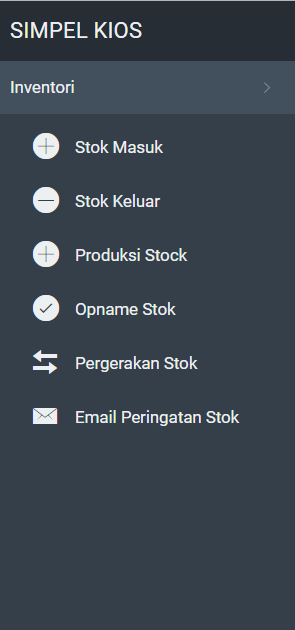 SIMPEL KIOS
Inventori
Stok Masuk
Stok Keluar
Produksi Stock
Opname Stok
Pergerakan Stok
Email Peringatan Stok